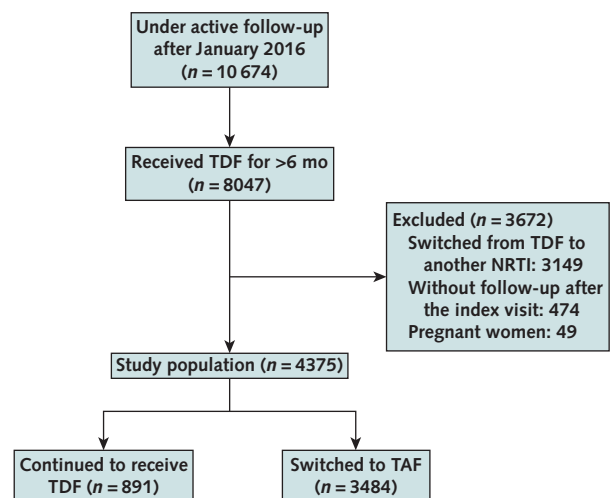 Under active follow-up
after January 2016
(n = 10 674)
Received TDF for >6 mo
(n = 8047)
Excluded (n = 3672)
Switched from TDF to
another NRTI: 3149
Without follow-up after
the index visit: 474
Pregnant women: 49
Study population (n = 4375)
Continued to receive
TDF (n = 891)
Switched to TAF
(n = 3484)